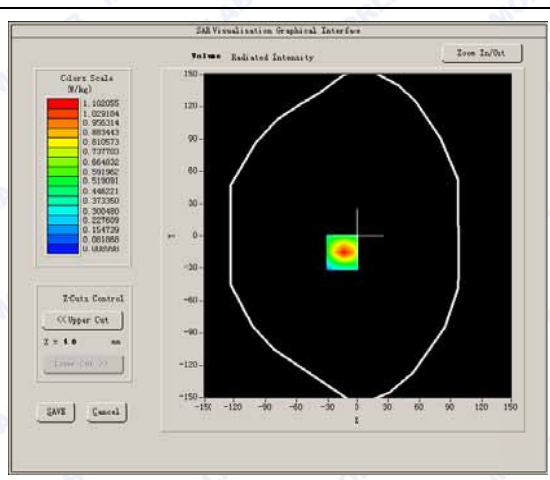 SAR Visualisation Graphical Interface
Volume Radiated Intensity
Zoom In/Out
Colors Scale
(W/kg)
1.102055
1.029184
0.956314
0.883443
0.810573
0.737703
0.664832
0.591962
0.519091
0.446221
0.373350
0.300480
0.227609
0.154739
0.081868
Z-Cuts Control
<< Upper Cut
Z = 4.0 mm
Lower Cut >>
SAVE
Cancel
150
120
90
60
30
0
-30
-60
-90
-120
-150
Y
-150 -120 -90 -60 -30 0 30 60 90 120 150
X